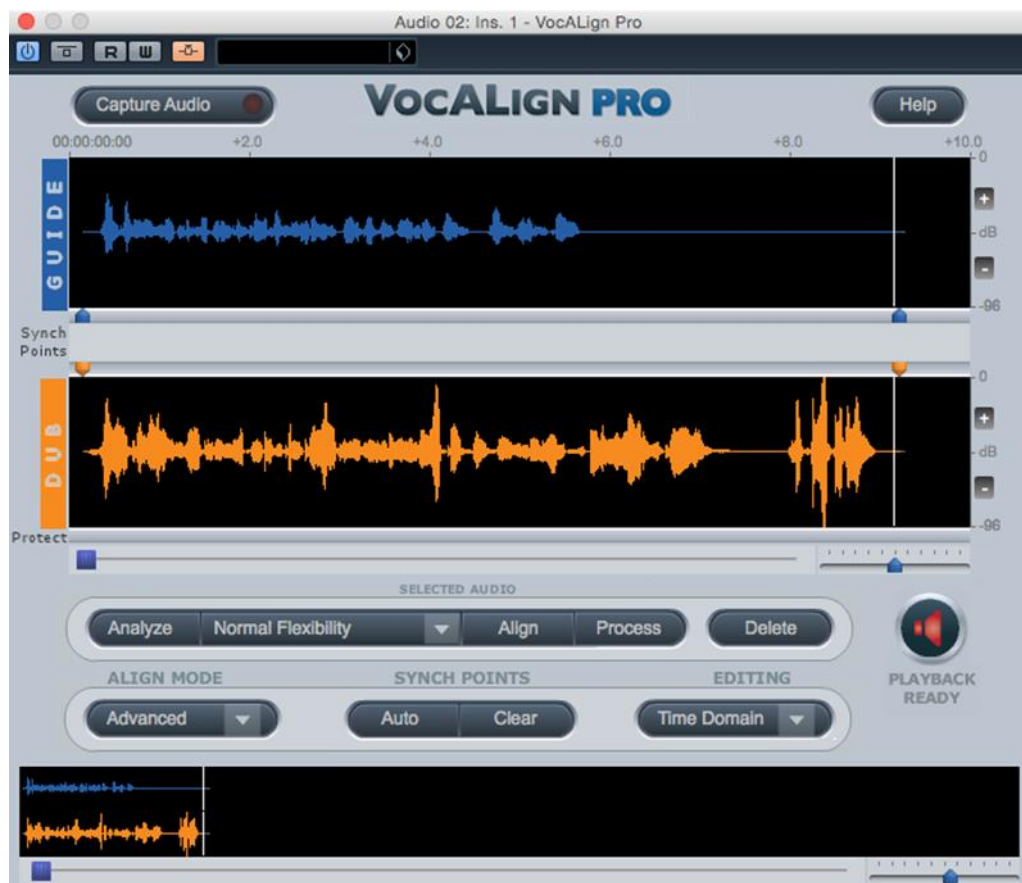 Audio 02: Ins. 1 - VocALign Pro
R W
Capture Audio
VOCALIGN PRO
Help
00:00:00:00 +2.0 +4.0 +6.0 +8.0 +10.0
GUIDE
0
+
dB
-
-96
Synch
Points
DUB
0
+
dB
-
-96
Protect
SELECTED AUDIO
Analyze Normal Flexibility Align Process Delete
ALIGN MODE SYNCH POINTS EDITING
Advanced Auto Clear Time Domain
PLAYBACK
READY